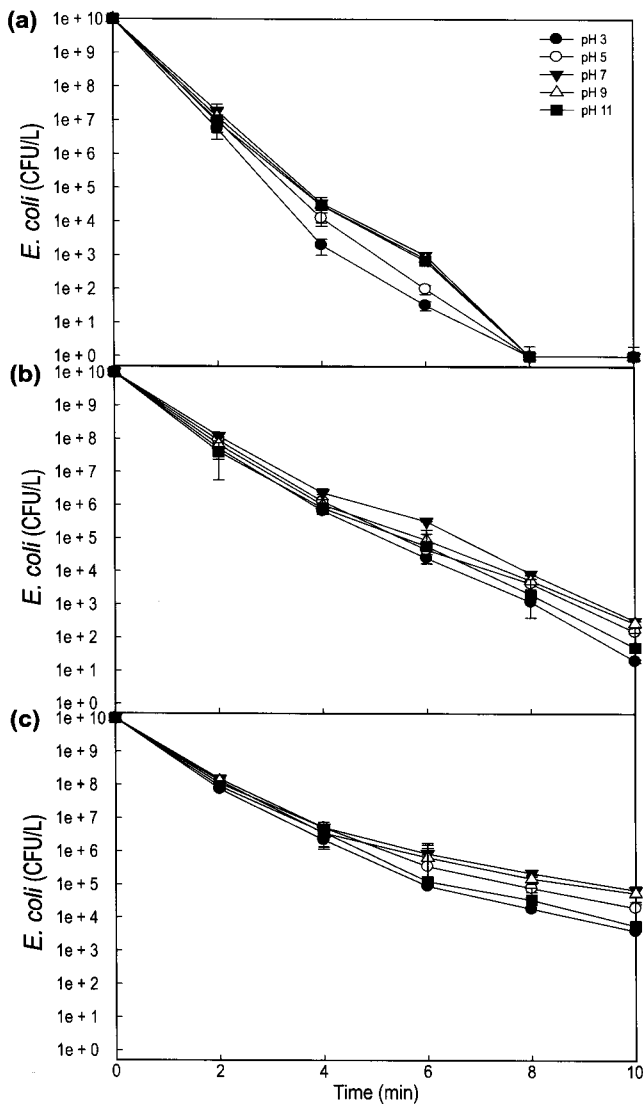 (a)
1e + 10
1e + 9
1e + 8
1e + 7
1e + 6
1e + 5
1e + 4
1e + 3
1e + 2
1e + 1
1e + 0
E. coli (CFU/L)
pH 3
pH 5
pH 7
pH 9
pH 11
(b)
1e + 10
1e + 9
1e + 8
1e + 7
1e + 6
1e + 5
1e + 4
1e + 3
1e + 2
1e + 1
1e + 0
E. coli (CFU/L)
(c)
1e + 10
1e + 9
1e + 8
1e + 7
1e + 6
1e + 5
1e + 4
1e + 3
1e + 2
1e + 1
1e + 0
E. coli (CFU/L)
0 2 4 6 8 10
Time (min)